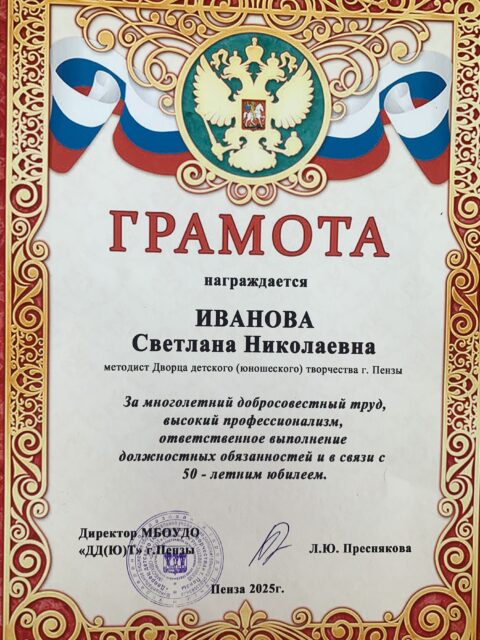 ГРАМОТА
награждается
ИВАНОВА
Светлана Николаевна
методист Дворца детского (юношеского) творчества г. Пензы
За многолетний добросовестный труд,
высокий профессионализм,
ответственное выполнение
должностных обязанностей и в связи с
50 - летним юбилеем.
Директор МБОУДО
«ДД(Ю)Т» г.Пензы
Л.Ю. Преснякова
Пенза 2025г.